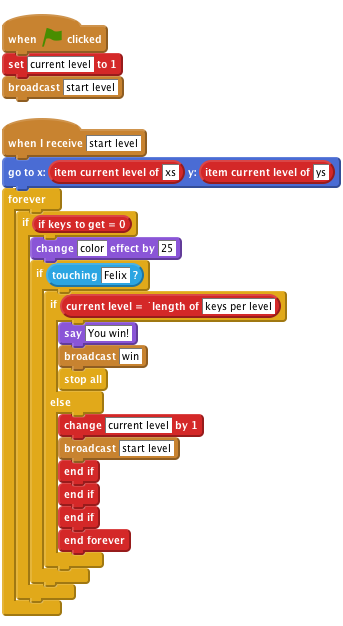 when clicked
set current level to 1
broadcast start level
when I receive start level
go to x: item current level of xs y: item current level of ys
forever
if if keys to get = 0
change color effect by 25
if touching Felix ?
if current level = `length of keys per level
say You win!
broadcast win
stop all
else
change current level by 1
broadcast start level
end if
end if
end if
end forever